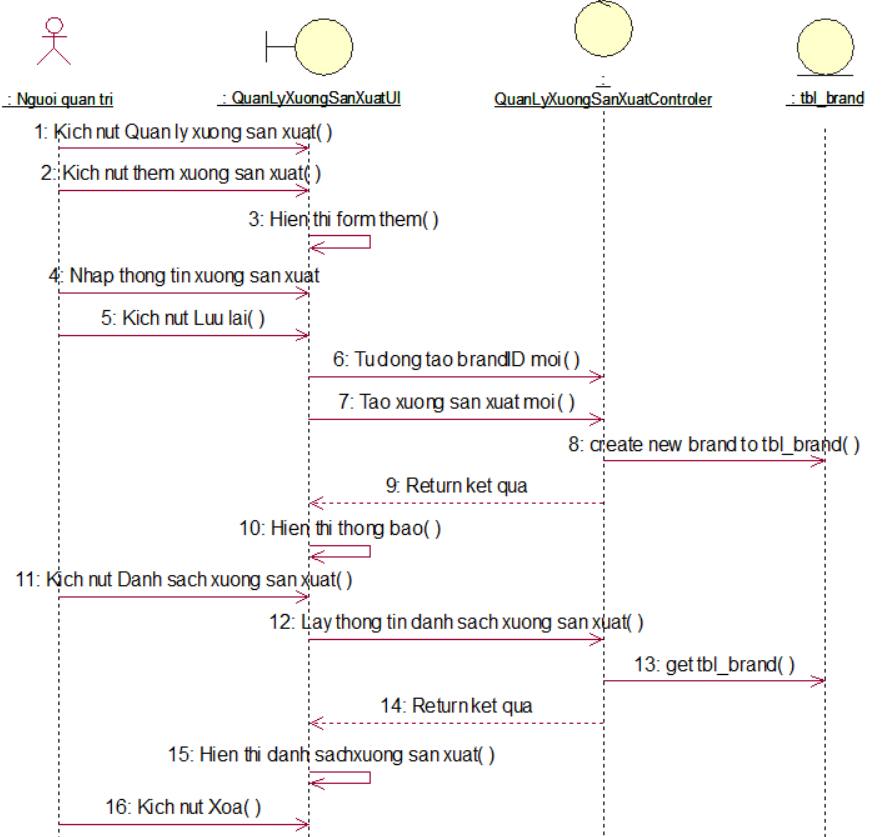 : Nguoi quan tri
: QuanLyXuongSanXuatUI
:
QuanLyXuongSanXuatControler
: tbl_brand
1: Kich nut Quan ly xuong san xuat( )
2: Kich nut them xuong san xuat( )
3: Hien thi form them( )
4: Nhap thong tin xuong san xuat
5: Kich nut Luu lai( )
6: Tu dong tao brandID moi( )
7: Tao xuong san xuat moi( )
8: create new brand to tbl_brand( )
9: Return ket qua
10: Hien thi thong bao( )
11: Kich nut Danh sach xuong san xuat( )
12: Lay thong tin danh sach xuong san xuat( )
13: get tbl_brand( )
14: Return ket qua
15: Hien thi danh sach xuong san xuat( )
16: Kich nut Xoa( )